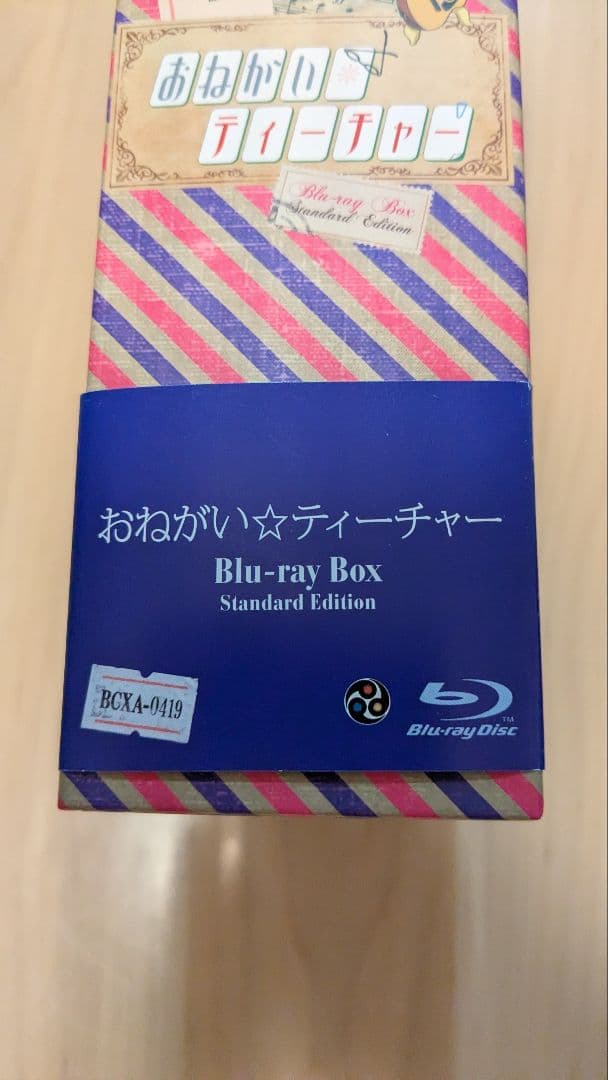 おねがい
ティーチャー
Blu-ray Box
Standard Edition
おねがい☆ティーチャー
Blu-ray Box
Standard Edition
BCXA-0419
Blu-ray Disc™